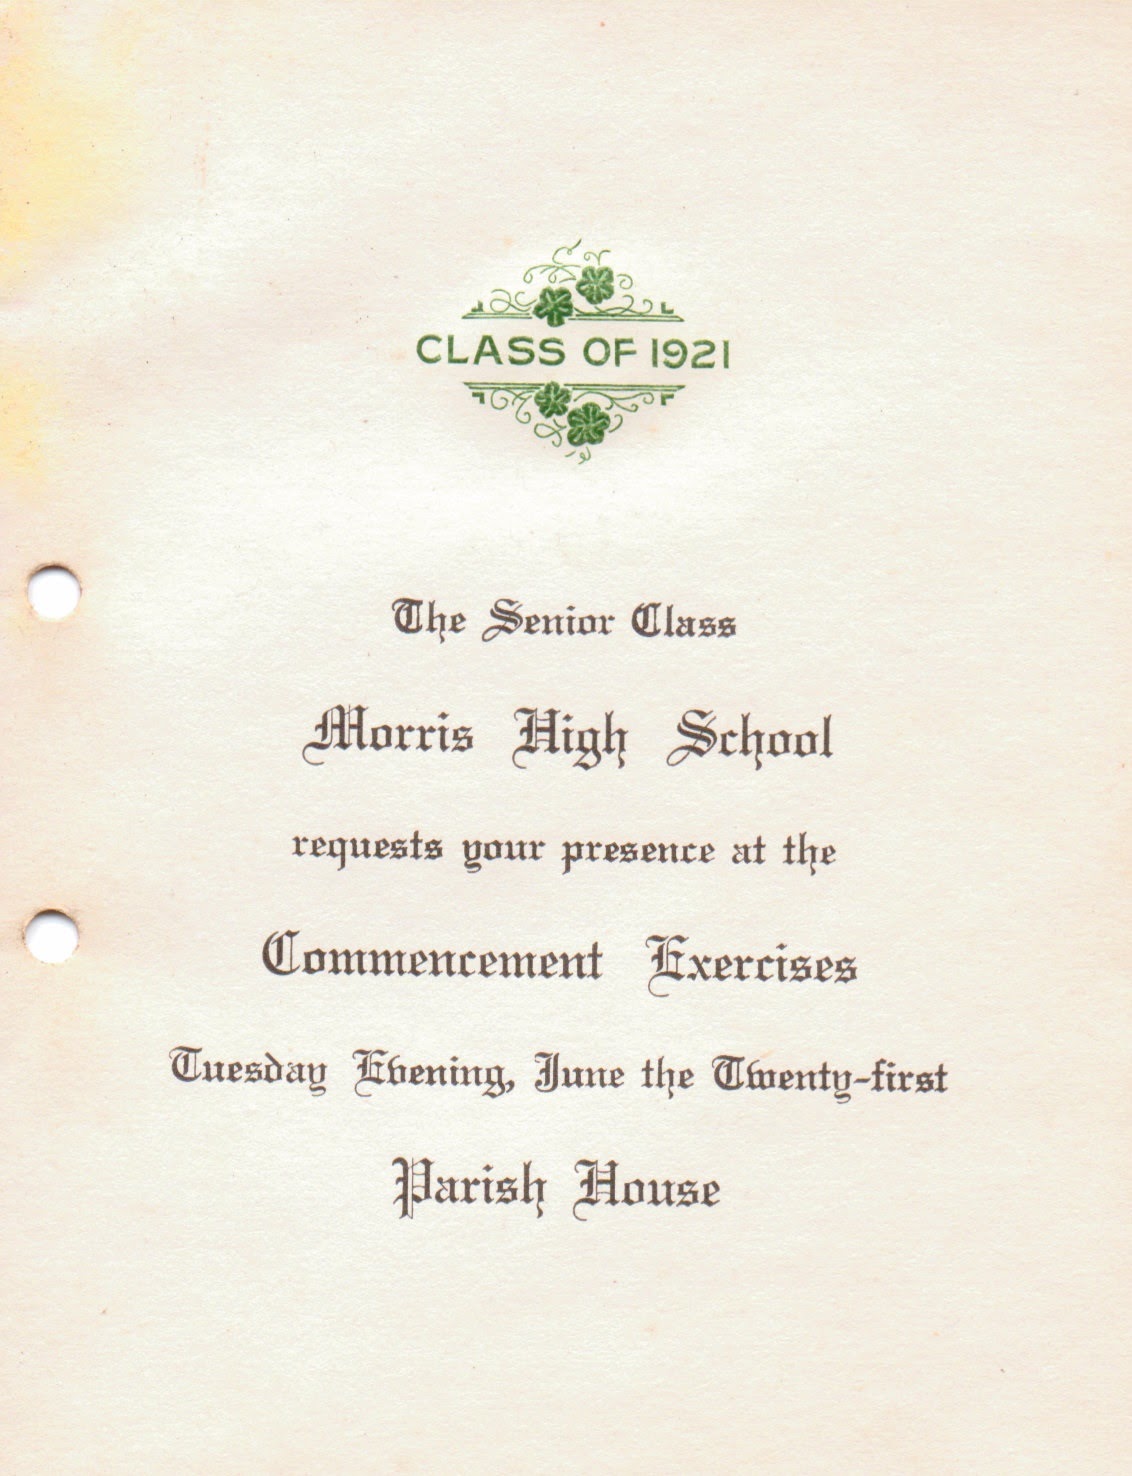 CLASS OF 1921
The Senior Class
Morris High School
requests your presence at the
Commencement Exercises
Tuesday Evening, June the Twenty-first
Parish House